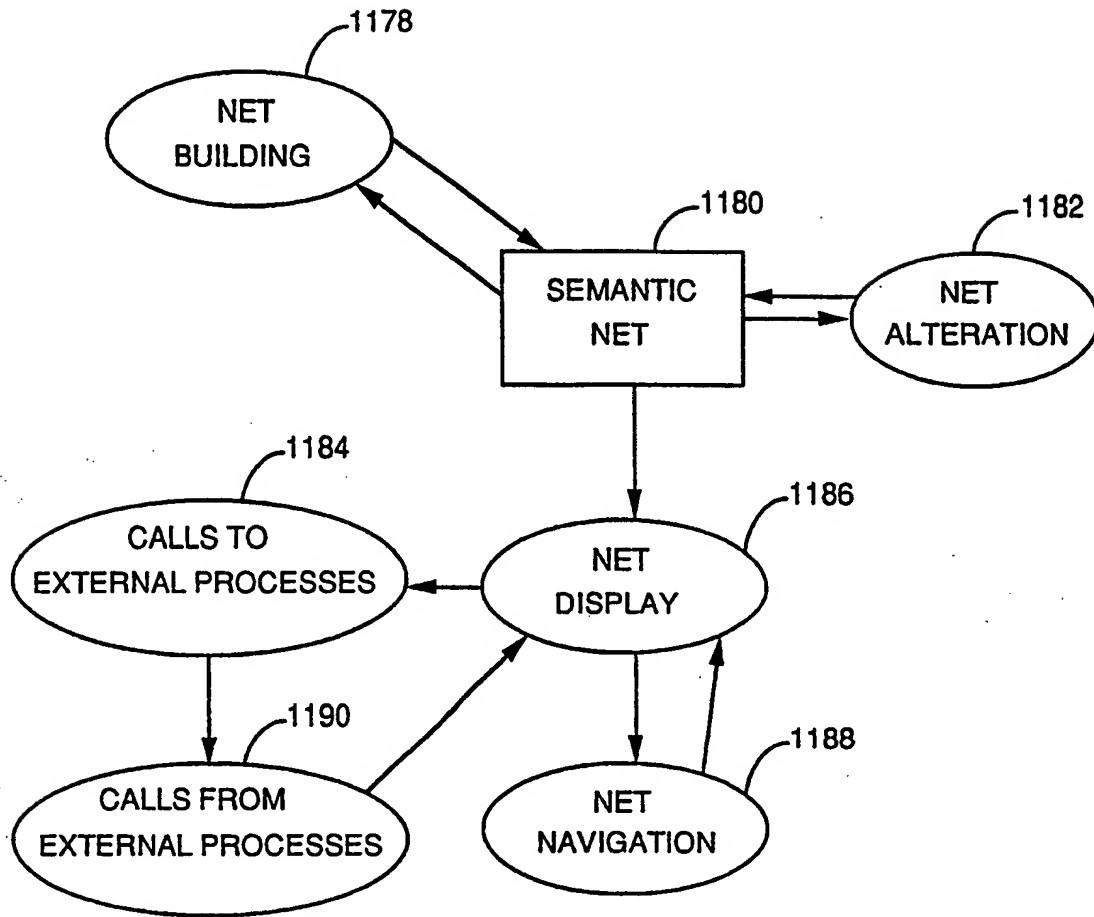 1178
NET
BUILDING
1180
1182
SEMANTIC
NET
NET
ALTERATION
1184
1186
CALLS TO
EXTERNAL PROCESSES
NET
DISPLAY
1190
1188
CALLS FROM
EXTERNAL PROCESSES
NET
NAVIGATION